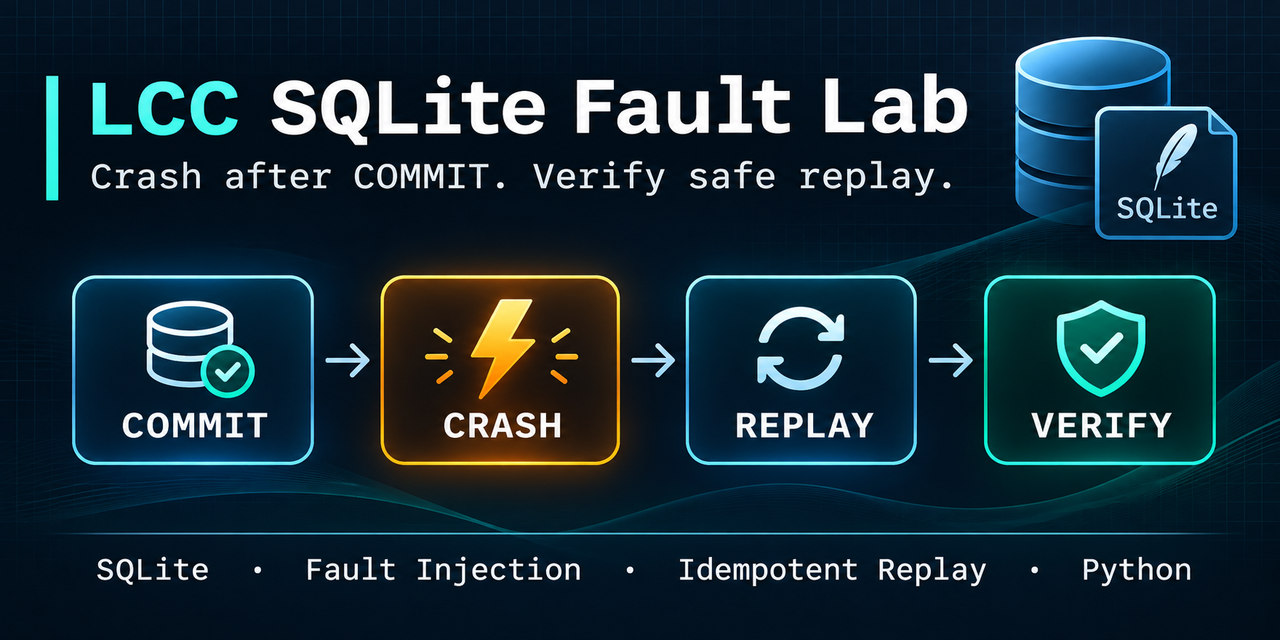 LCC SQLite Fault Lab
Crash after COMMIT. Verify safe replay.
SQLite
COMMIT
CRASH
REPLAY
VERIFY
SQLite • Fault Injection • Idempotent Replay • Python